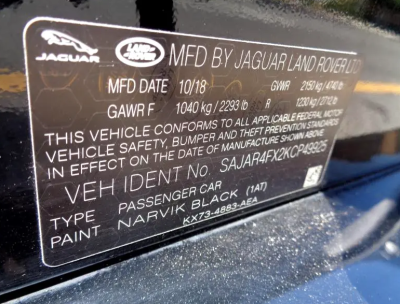 JAGUAR LAND-ROVER MFD BY JAGUAR LAND ROVER LTD
MFD DATE 10/18 GVWR 2150 kg / 4740 lb
GAWR F 1040 kg / 2293 lb R 1230 kg / 2712 lb
THIS VEHICLE CONFORMS TO ALL APPLICABLE FEDERAL MOTOR
VEHICLE SAFETY, BUMPER AND THEFT PREVENTION STANDARDS
IN EFFECT ON THE DATE OF MANUFACTURE SHOWN ABOVE.
VEH IDENT No. SAJAR4FX2KCP49925
TYPE PASSENGER CAR
PAINT NARVIK BLACK (1AT)
KX73-4883-AEA